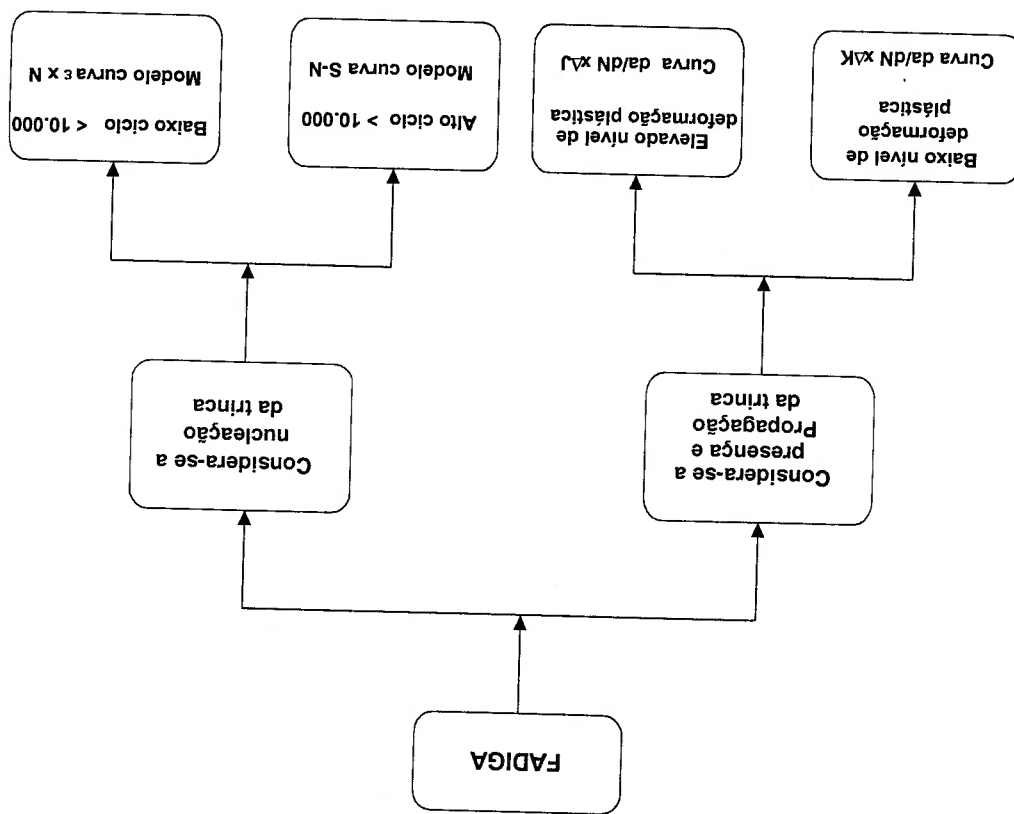 FADIGA
Considera-se a
presença e
Propagação
da trinca
Considera-se a
nucleação
da trinca
Baixo nível de
deformação
plástica
Curva da/dN xΔK
Elevado nível de
deformação plástica
Curva da/dN xΔJ
Alto ciclo > 10.000
Modelo curva S-N
Baixo ciclo < 10.000
Modelo curva ε x N